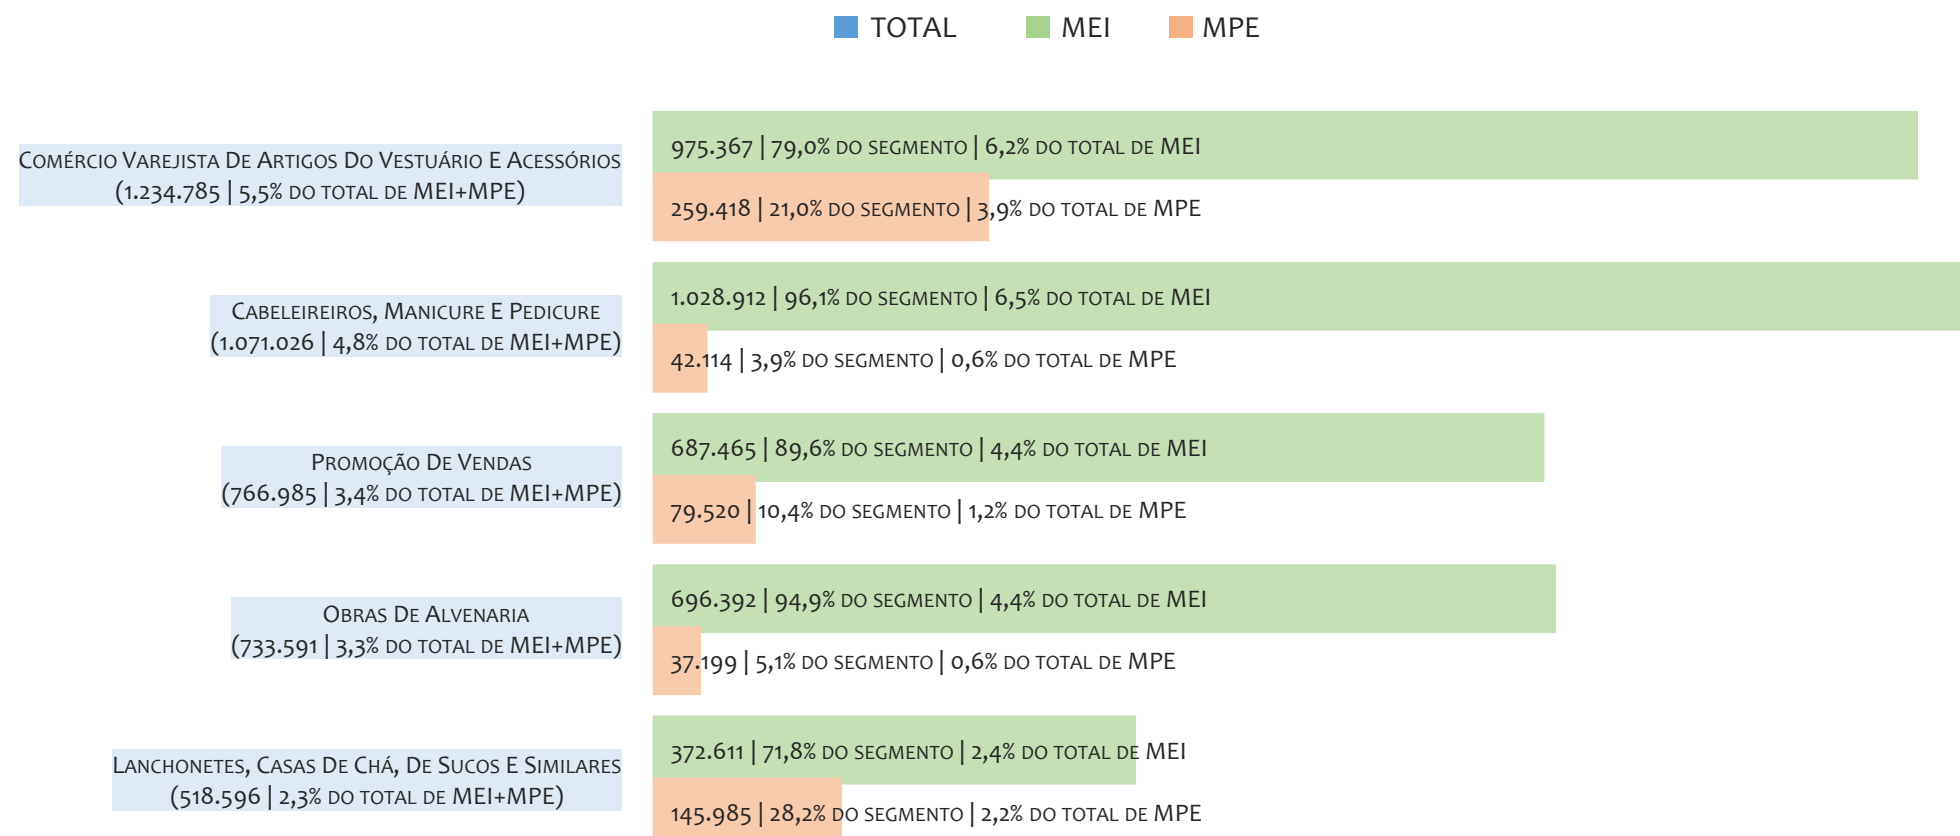 TOTAL MEI MPE
COMÉRCIO VAREJISTA DE ARTIGOS DO VESTUÁRIO E ACESSÓRIOS
(1.234.785 | 5,5% DO TOTAL DE MEI+MPE)
975.367 | 79,0% DO SEGMENTO | 6,2% DO TOTAL DE MEI
259.418 | 21,0% DO SEGMENTO | 3,9% DO TOTAL DE MPE
CABELEIREIROS, MANICURE E PEDICURE
(1.071.026 | 4,8% DO TOTAL DE MEI+MPE)
1.028.912 | 96,1% DO SEGMENTO | 6,5% DO TOTAL DE MEI
42.114 | 3,9% DO SEGMENTO | 0,6% DO TOTAL DE MPE
PROMOÇÃO DE VENDAS
(766.985 | 3,4% DO TOTAL DE MEI+MPE)
687.465 | 89,6% DO SEGMENTO | 4,4% DO TOTAL DE MEI
79.520 | 10,4% DO SEGMENTO | 1,2% DO TOTAL DE MPE
OBRAS DE ALVENARIA
(733.591 | 3,3% DO TOTAL DE MEI+MPE)
696.392 | 94,9% DO SEGMENTO | 4,4% DO TOTAL DE MEI
37.199 | 5,1% DO SEGMENTO | 0,6% DO TOTAL DE MPE
LANCHONETES, CASAS DE CHÁ, DE SUCOS E SIMILARES
(518.596 | 2,3% DO TOTAL DE MEI+MPE)
372.611 | 71,8% DO SEGMENTO | 2,4% DO TOTAL DE MEI
145.985 | 28,2% DO SEGMENTO | 2,2% DO TOTAL DE MPE